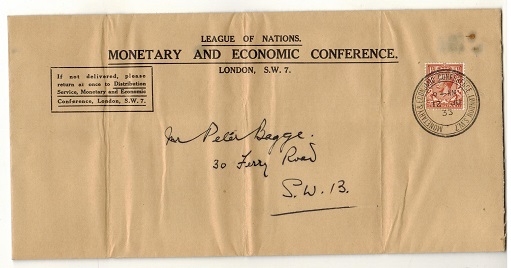 LEAGUE OF NATIONS.
MONETARY AND ECONOMIC CONFERENCE.
LONDON, S.W. 7.
If not delivered, please
return at once to Distribution
Service, Monetary and Economic
Conference, London, S.W. 7.
Mr Peter Bagge.
30 Ferry Road
S.W. 13.
33